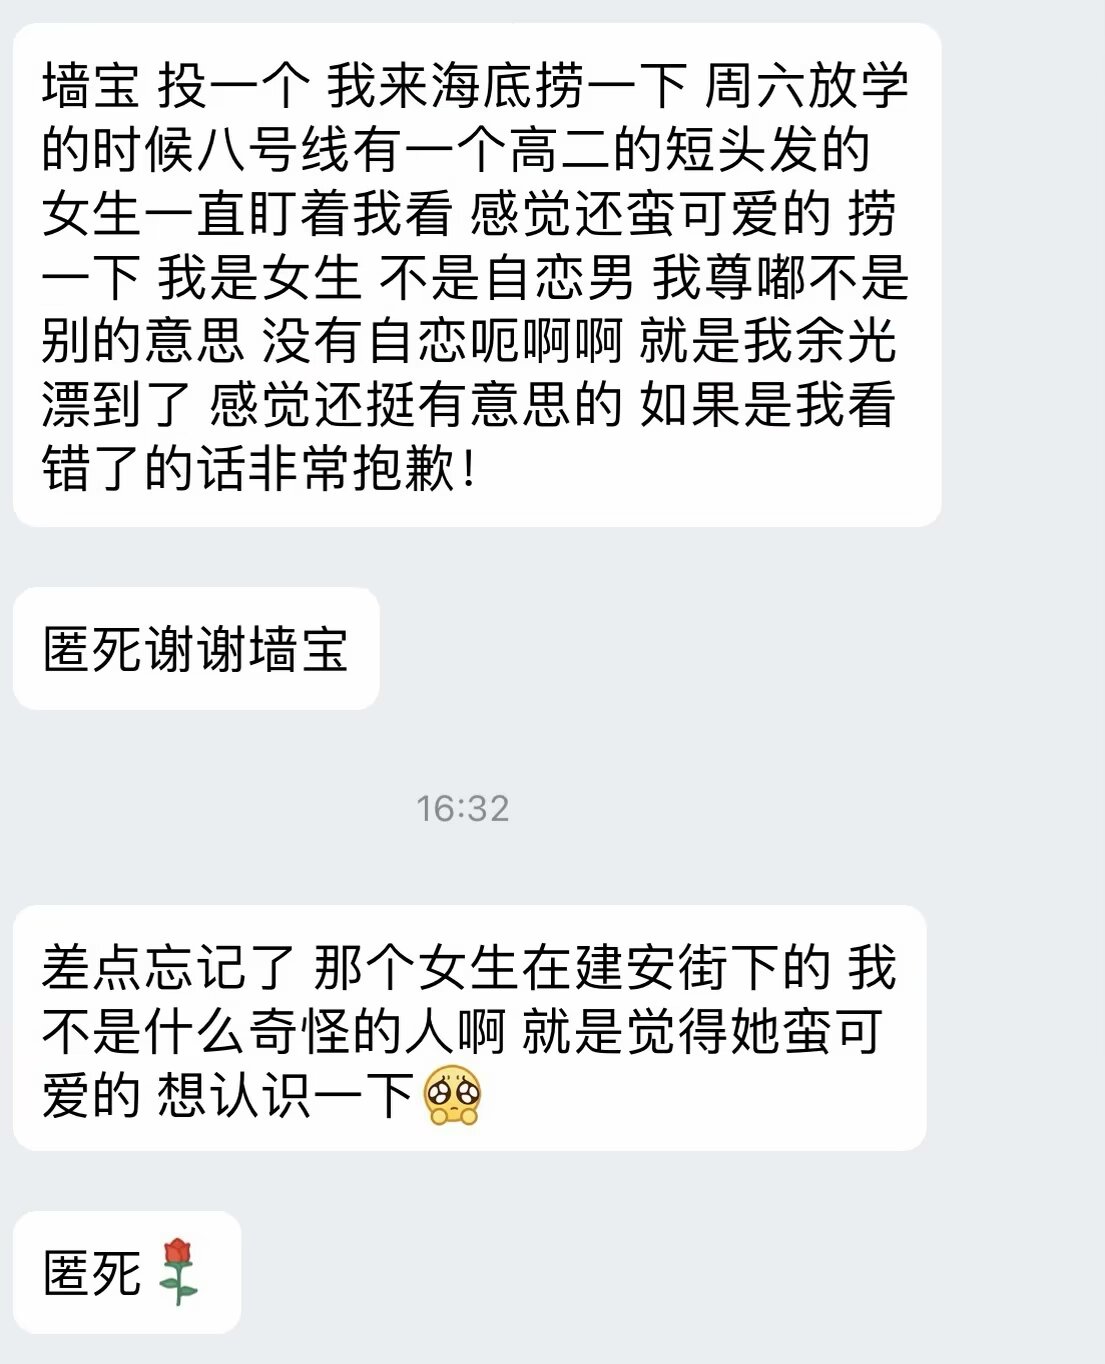 墙宝 投一个 我来海底捞一下 周六放学
的时候八号线有一个高二的短头发的
女生一直盯着我看 感觉还蛮可爱的 捞
一下 我是女生 不是自恋男 我尊嘟不是
别的意思 没有自恋呃啊啊 就是我余光
漂到了 感觉还挺有意思的 如果是我看
错了的话非常抱歉！
匿死谢谢墙宝
16:32
差点忘记了 那个女生在建安街下的 我
不是什么奇怪的人啊 就是觉得她蛮可
爱的 想认识一下🥺
匿死🌹